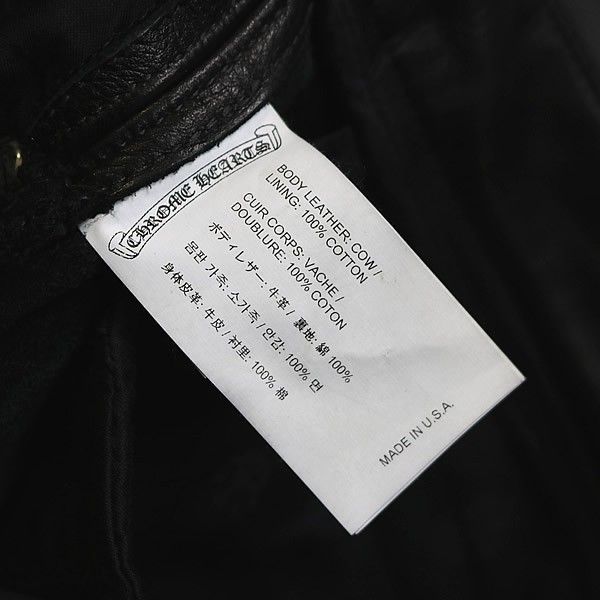 CHROME HEARTS
BODY LEATHER: COW /
LINING: 100% COTTON
CUIR CORPS: VACHE /
DOUBLURE: 100% COTON
ボディレザー: 牛革 / 裏地: 綿 100%
몸판 가죽: 소가죽 / 안감: 100% 면
身体皮革: 牛皮 / 衬里: 100% 棉
MADE IN U.S.A.